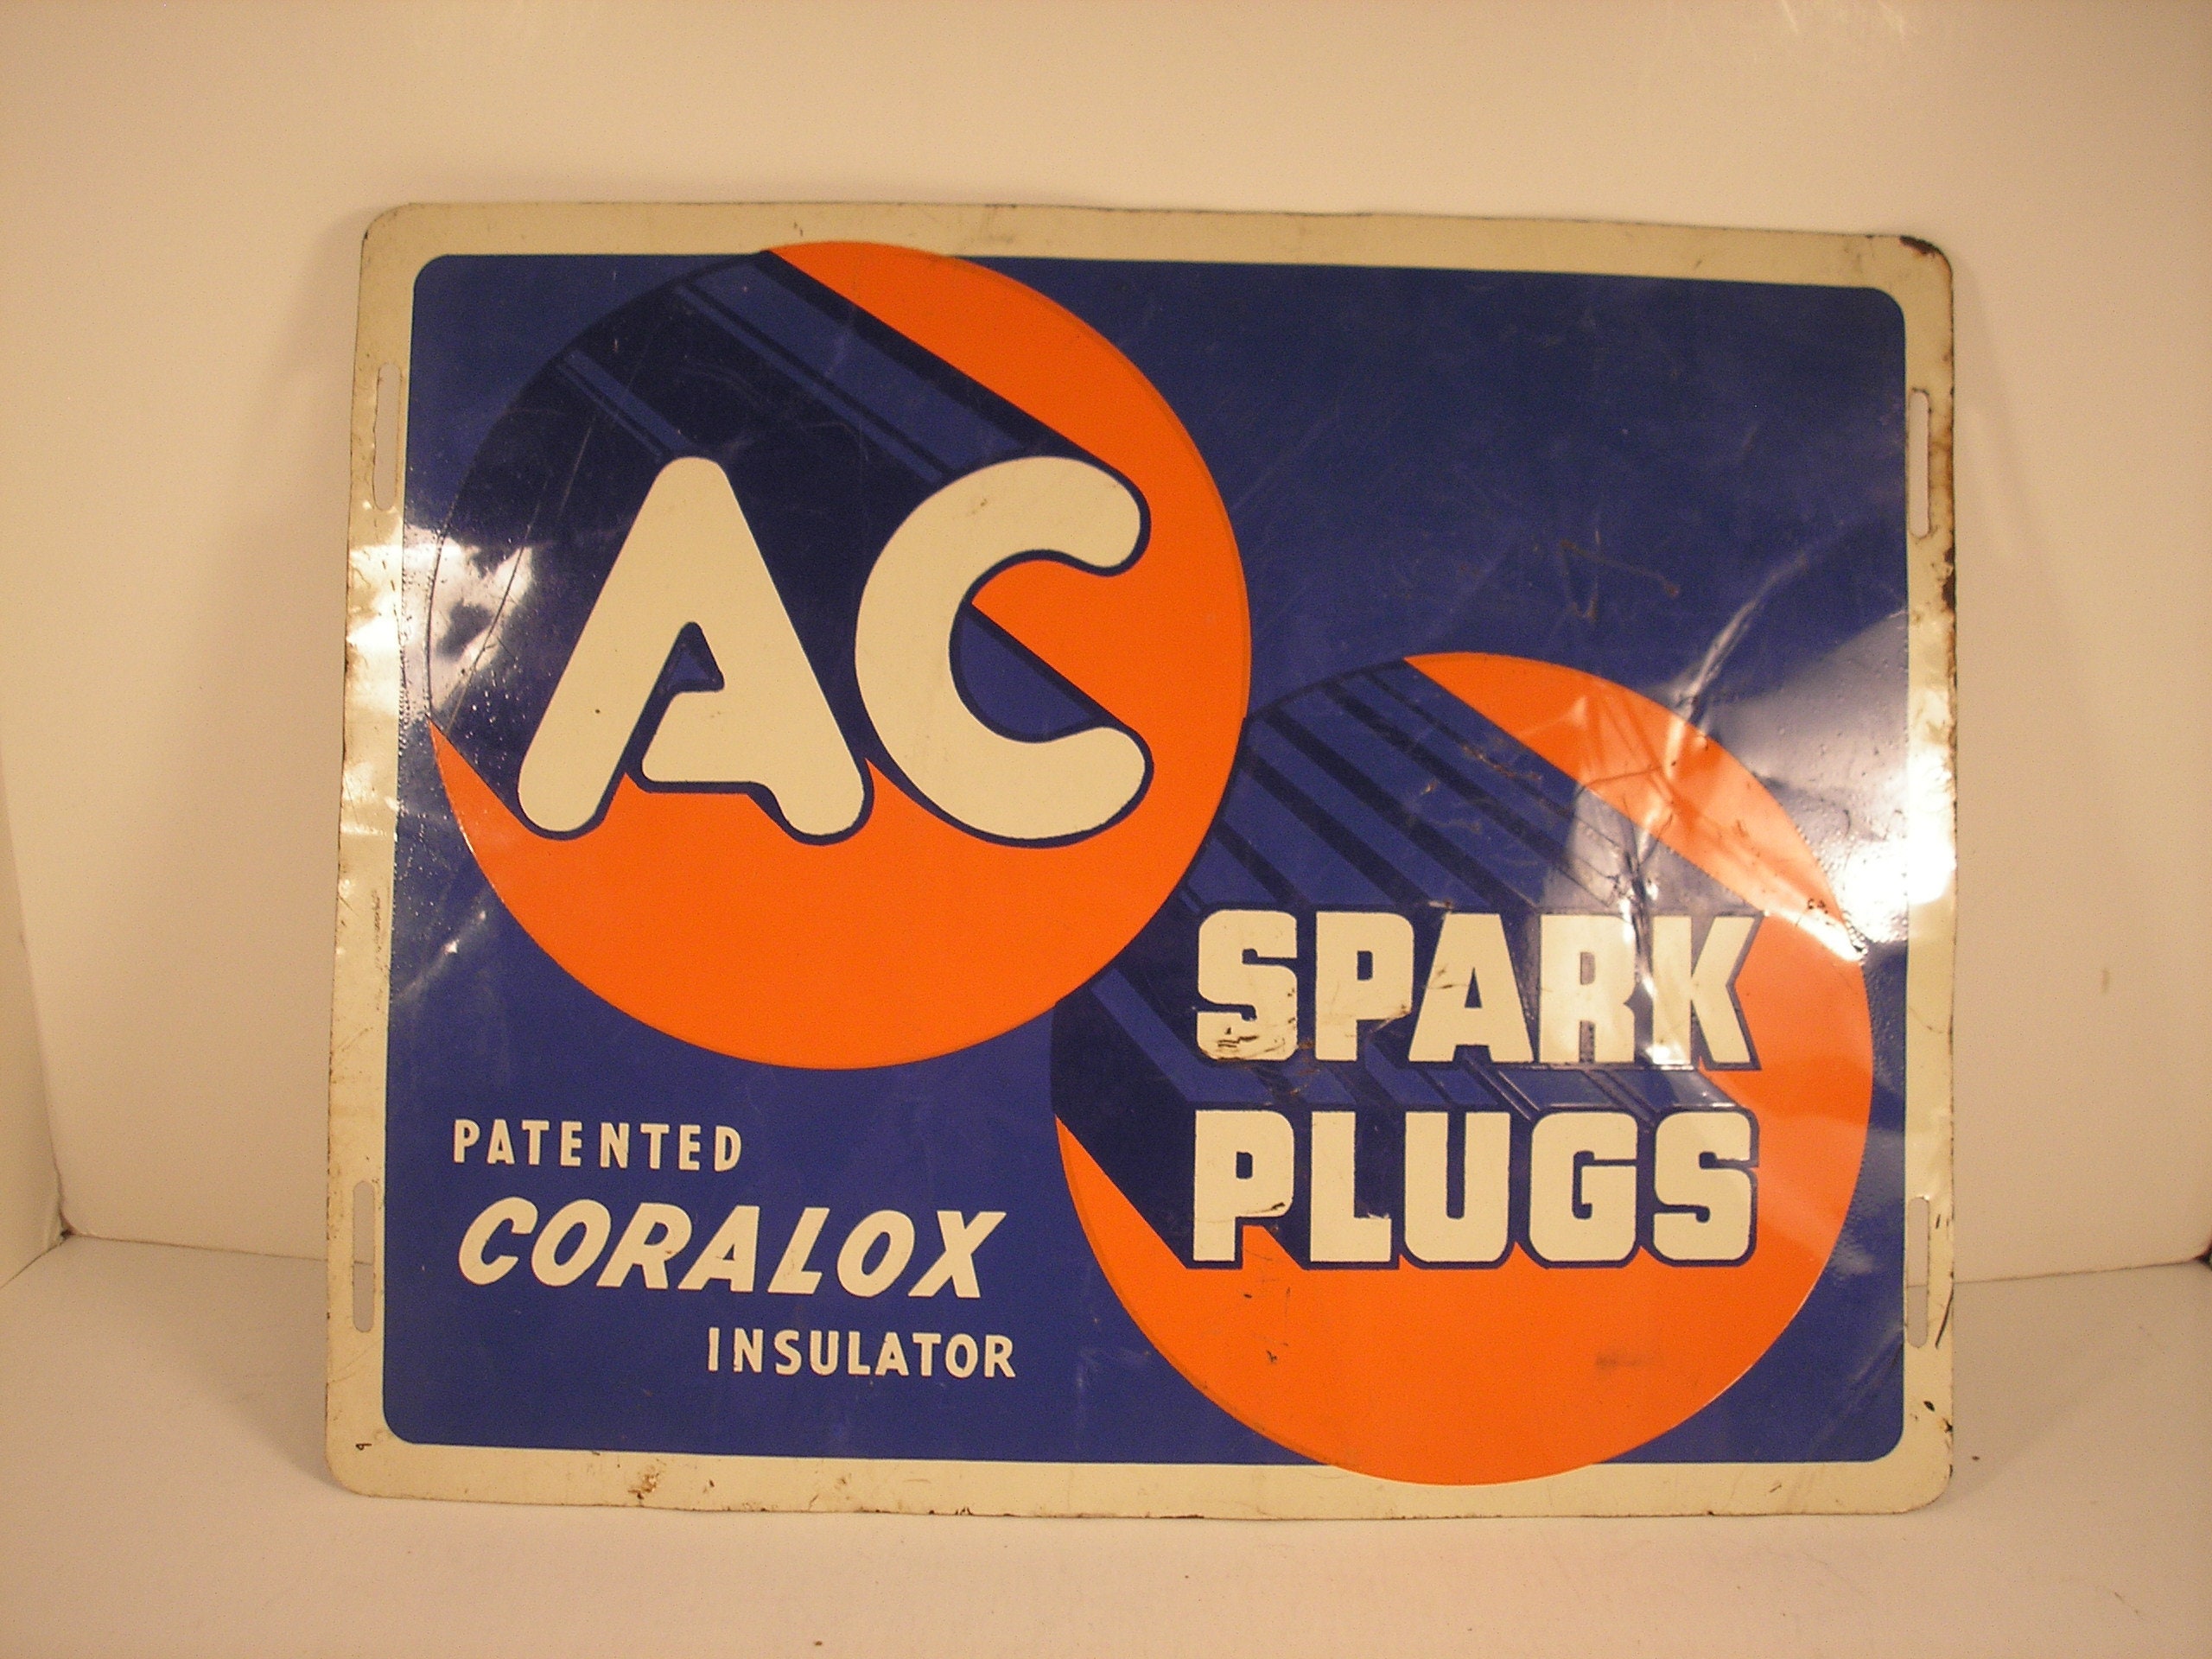 AC
SPARK
PLUGS
PATENTED
CORALOX
INSULATOR